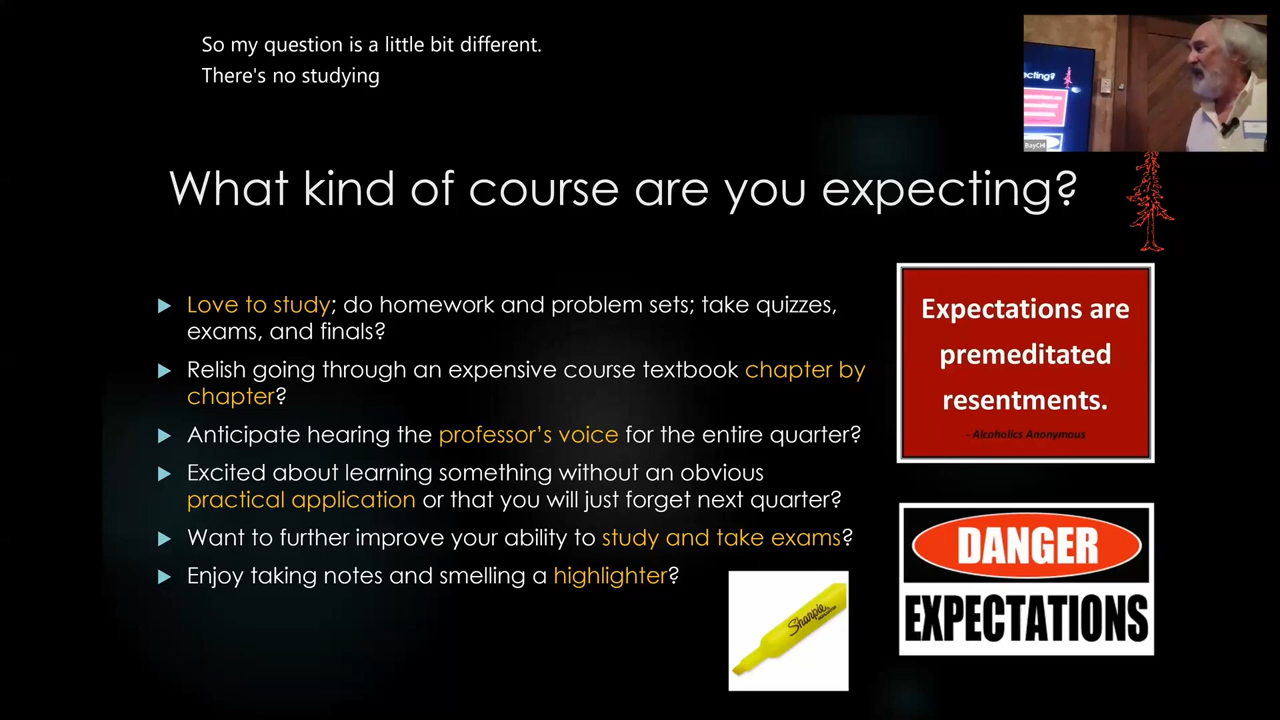 So my question is a little bit different.
There's no studying
What kind of course are you expecting?
Love to study; do homework and problem sets; take quizzes,
exams, and finals?
Relish going through an expensive course textbook chapter by
chapter?
Anticipate hearing the professor's voice for the entire quarter?
Excited about learning something without an obvious
practical application or that you will just forget next quarter?
Want to further improve your ability to study and take exams?
Enjoy taking notes and smelling a highlighter?
Expectations are
premeditated
resentments.
- Alcoholics Anonymous
DANGER
EXPECTATIONS
Sharpie
ecting?
BayCHI